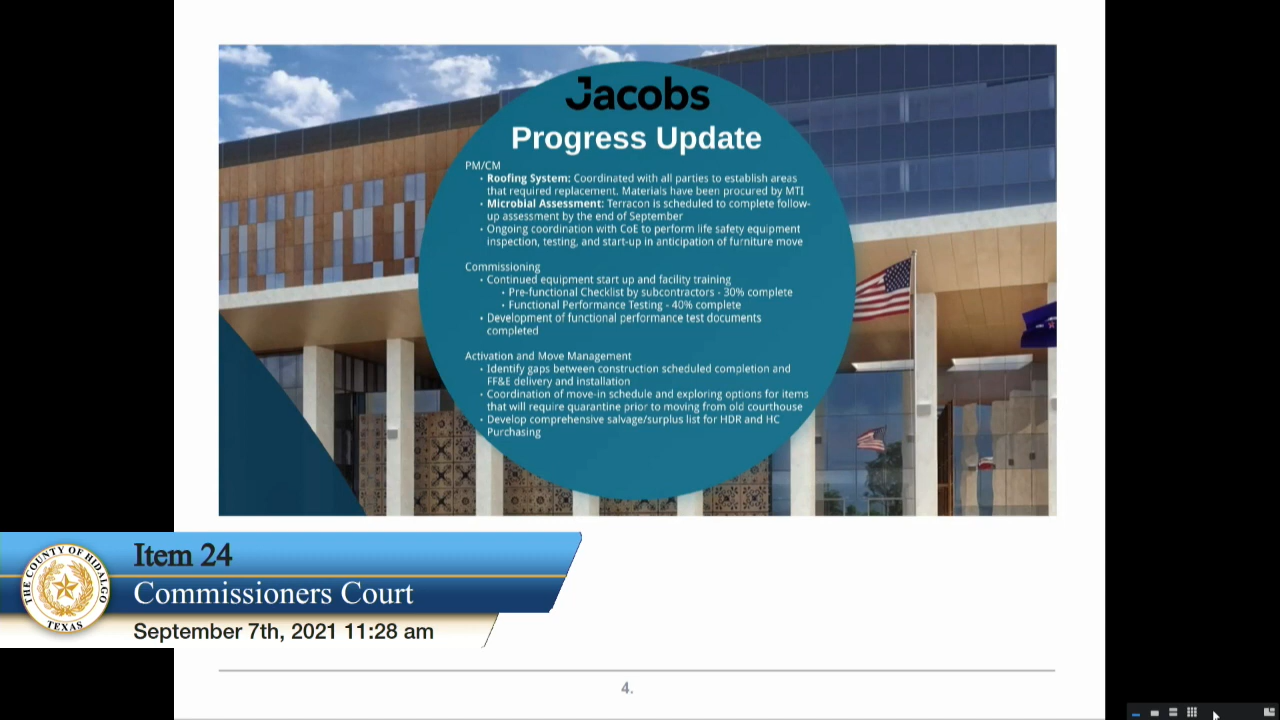 Jacobs
Progress Update
PM/CM
• Roofing System: Coordinated with all parties to establish areas
that required replacement. Materials have been procured by MTI
• Microbial Assessment: Terracon is scheduled to complete follow-
up assessment by the end of September
• Ongoing coordination with CoE to perform life safety equipment
inspection, testing, and start-up in anticipation of furniture move
Commissioning
• Continued equipment start up and facility training
• Pre-functional Checklist by subcontractors - 30% complete
• Functional Performance Testing - 40% complete
• Development of functional performance test documents
completed
Activation and Move Management
• Identify gaps between construction scheduled completion and
FF&E delivery and installation
• Coordination of move-in schedule and exploring options for items
that will require quarantine prior to moving from old courthouse
• Develop comprehensive salvage/surplus list for HDR and HC
Purchasing
THE COUNTY OF HIDALGO
TEXAS
Item 24
Commissioners Court
September 7th, 2021 11:28 am
4.